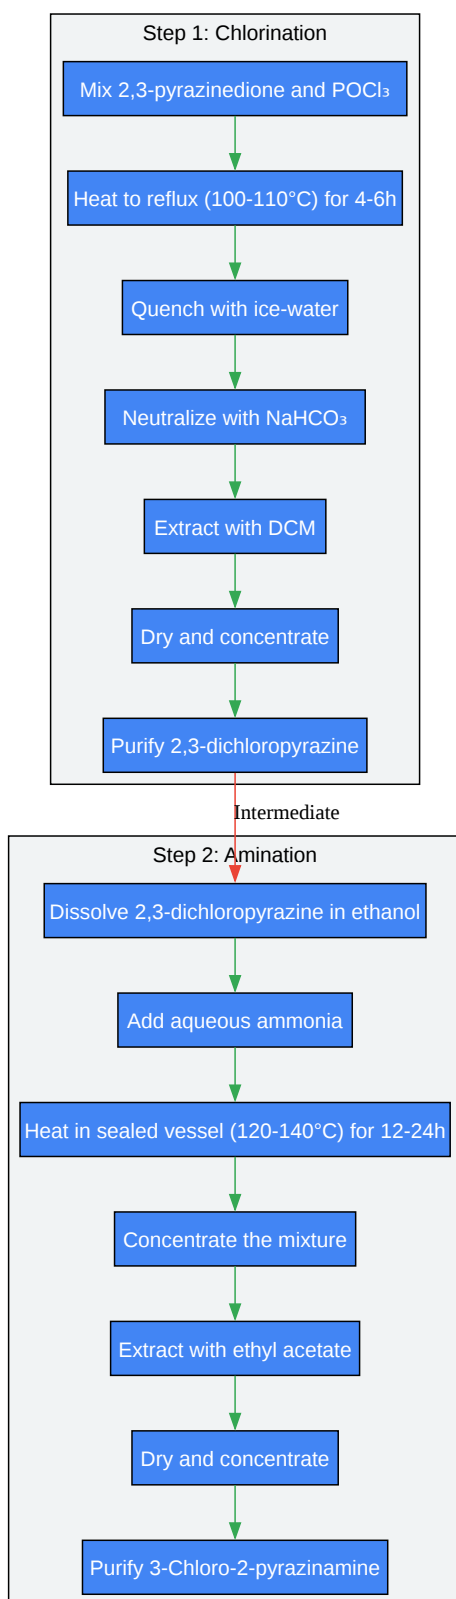 Step 1: Chlorination
Mix 2,3-pyrazinedione and POCl₃
Heat to reflux (100-110°C) for 4-6h
Quench with ice-water
Neutralize with NaHCO₃
Extract with DCM
Dry and concentrate
Purify 2,3-dichloropyrazine
Intermediate
Step 2: Amination
Dissolve 2,3-dichloropyrazine in ethanol
Add aqueous ammonia
Heat in sealed vessel (120-140°C) for 12-24h
Concentrate the mixture
Extract with ethyl acetate
Dry and concentrate
Purify 3-Chloro-2-pyrazinamine